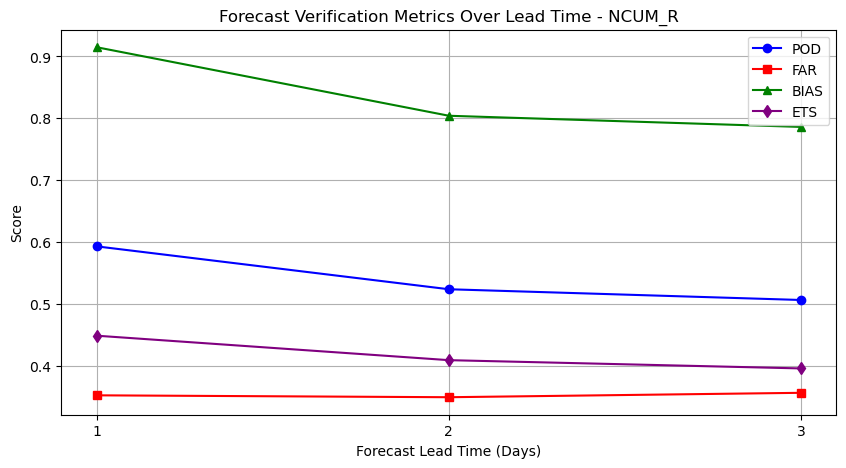 Forecast Verification Metrics Over Lead Time - NCUM_R
POD
FAR
BIAS
ETS
0.9
0.8
0.7
0.6
0.5
0.4
Score
1
2
3
Forecast Lead Time (Days)